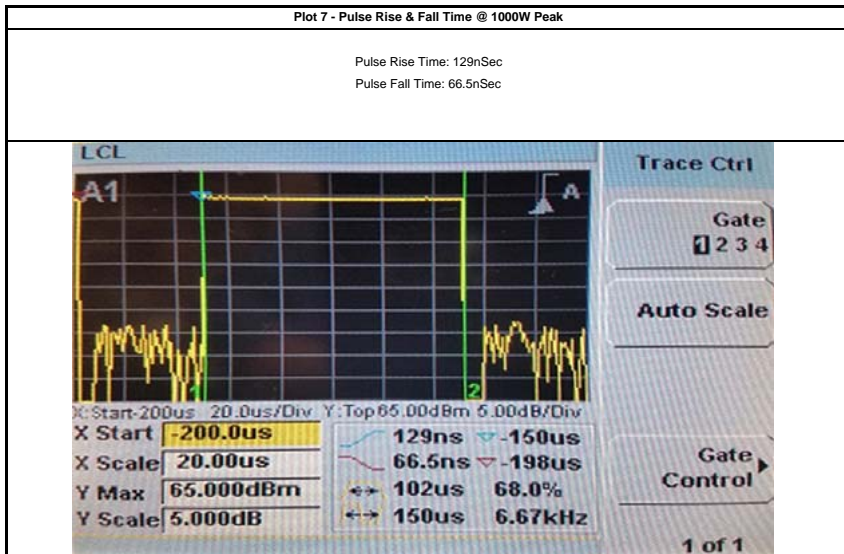 Plot 7 - Pulse Rise & Fall Time @ 1000W Peak
Pulse Rise Time: 129nSec
Pulse Fall Time: 66.5nSec
LCL
Trace Ctrl
A1
A
Gate
1 2 3 4
Auto Scale
1
2
X:Start-200us 20.0us/Div Y:Top65.00dBm 5.00dB/Div
X Start -200.0us
129ns -150us
X Scale 20.00us
66.5ns -198us
Y Max 65.000dBm
102us 68.0%
Y Scale 5.000dB
150us 6.67kHz
Gate
Control
1 of 1